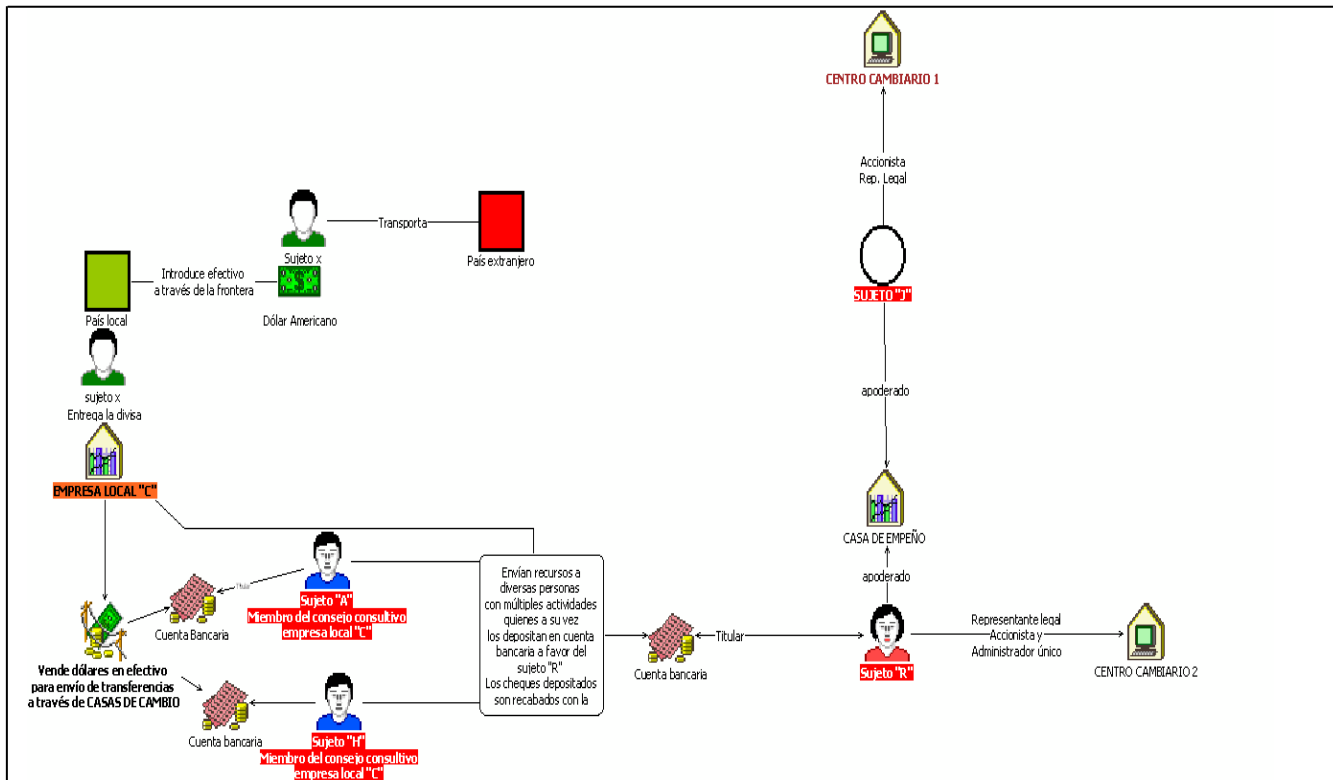 CENTRO CAMBIARIO 1
Accionista
Rep. Legal
Transporta
Sujeto x
País extranjero
Introduce efectivo
a través de la frontera
País local
Dólar Americano
SUJETO "J"
sujeto x
Entrega la divisa
apoderado
EMPRESA LOCAL "C"
CASA DE EMPEÑO
apoderado
Titular
Sujeto "A"
Miembro del consejo consultivo
empresa local "C"
Cuenta Bancaria
Envían recursos a
diversas personas
con múltiples actividades
quienes a su vez
los depositan en cuenta
bancaria a favor del
sujeto "R"
Los cheques depositados
son recabados con la
Titular
Cuenta bancaria
Sujeto "R"
Representante legal
Accionista y
Administrador único
CENTRO CAMBIARIO 2
Vende dólares en efectivo
para envío de transferencias
a través de CASAS DE CAMBIO
Cuenta bancaria
Sujeto "H"
Miembro del consejo consultivo
empresa local "C"